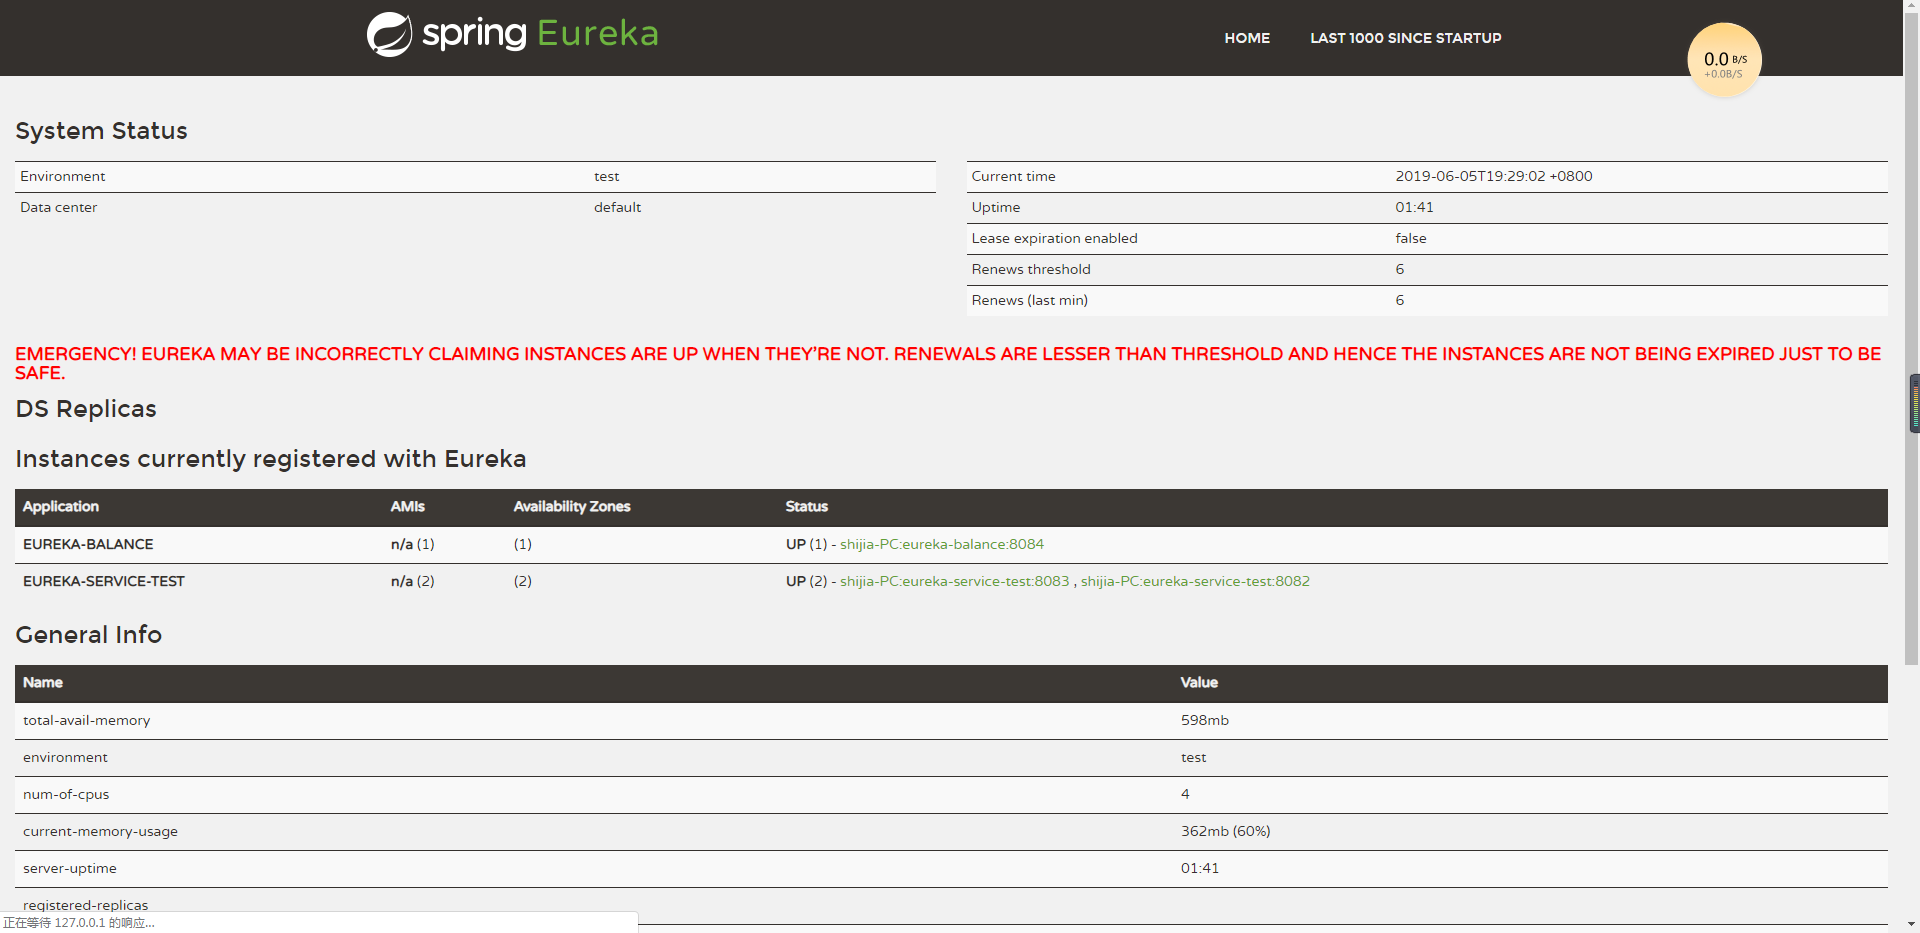 spring Eureka
HOME LAST 1000 SINCE STARTUP
0.0 B/S
+0.0B/S
System Status
Environment test
Data center default
Current time 2019-06-05T19:29:02 +0800
Uptime 01:41
Lease expiration enabled false
Renews threshold 6
Renews (last min) 6
EMERGENCY! EUREKA MAY BE INCORRECTLY CLAIMING INSTANCES ARE UP WHEN THEY'RE NOT. RENEWALS ARE LESSER THAN THRESHOLD AND HENCE THE INSTANCES ARE NOT BEING EXPIRED JUST TO BE
SAFE.
DS Replicas
Instances currently registered with Eureka
Application AMIs Availability Zones Status
EUREKA-BALANCE n/a (1) (1) UP (1) - shijia-PC:eureka-balance:8084
EUREKA-SERVICE-TEST n/a (2) (2) UP (2) - shijia-PC:eureka-service-test:8083 , shijia-PC:eureka-service-test:8082
General Info
Name Value
total-avail-memory 598mb
environment test
num-of-cpus 4
current-memory-usage 362mb (60%)
server-uptime 01:41
registered-replicas
正在等待 127.0.0.1 的响应...